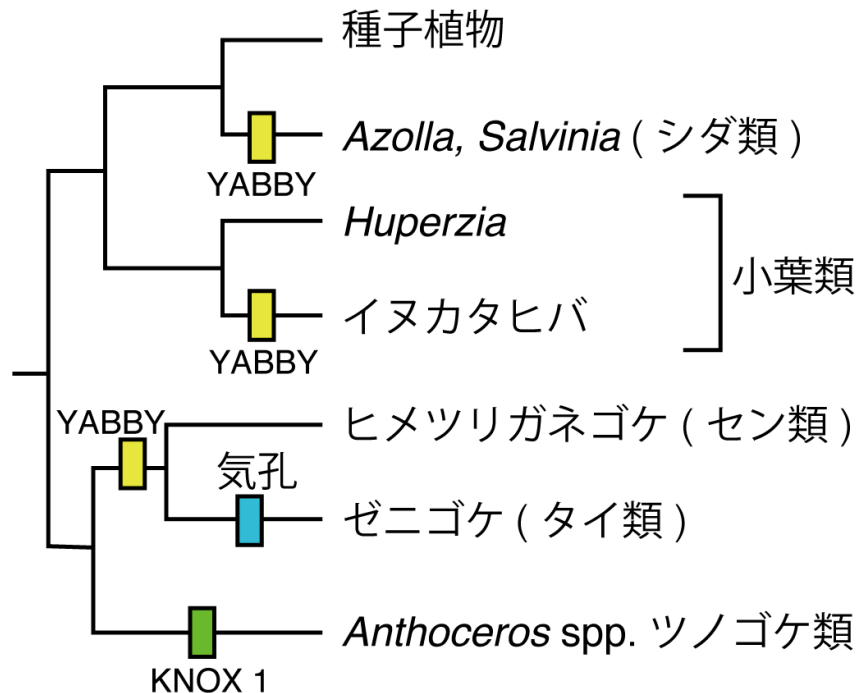 種子植物
Azolla, Salvinia ( シダ類 )
YABBY
Huperzia
小葉類
イヌカタヒバ
YABBY
YABBY
ヒメツリガネゴケ ( セン類 )
気孔
ゼニゴケ ( タイ類 )
Anthoceros spp. ツノゴケ類
KNOX 1